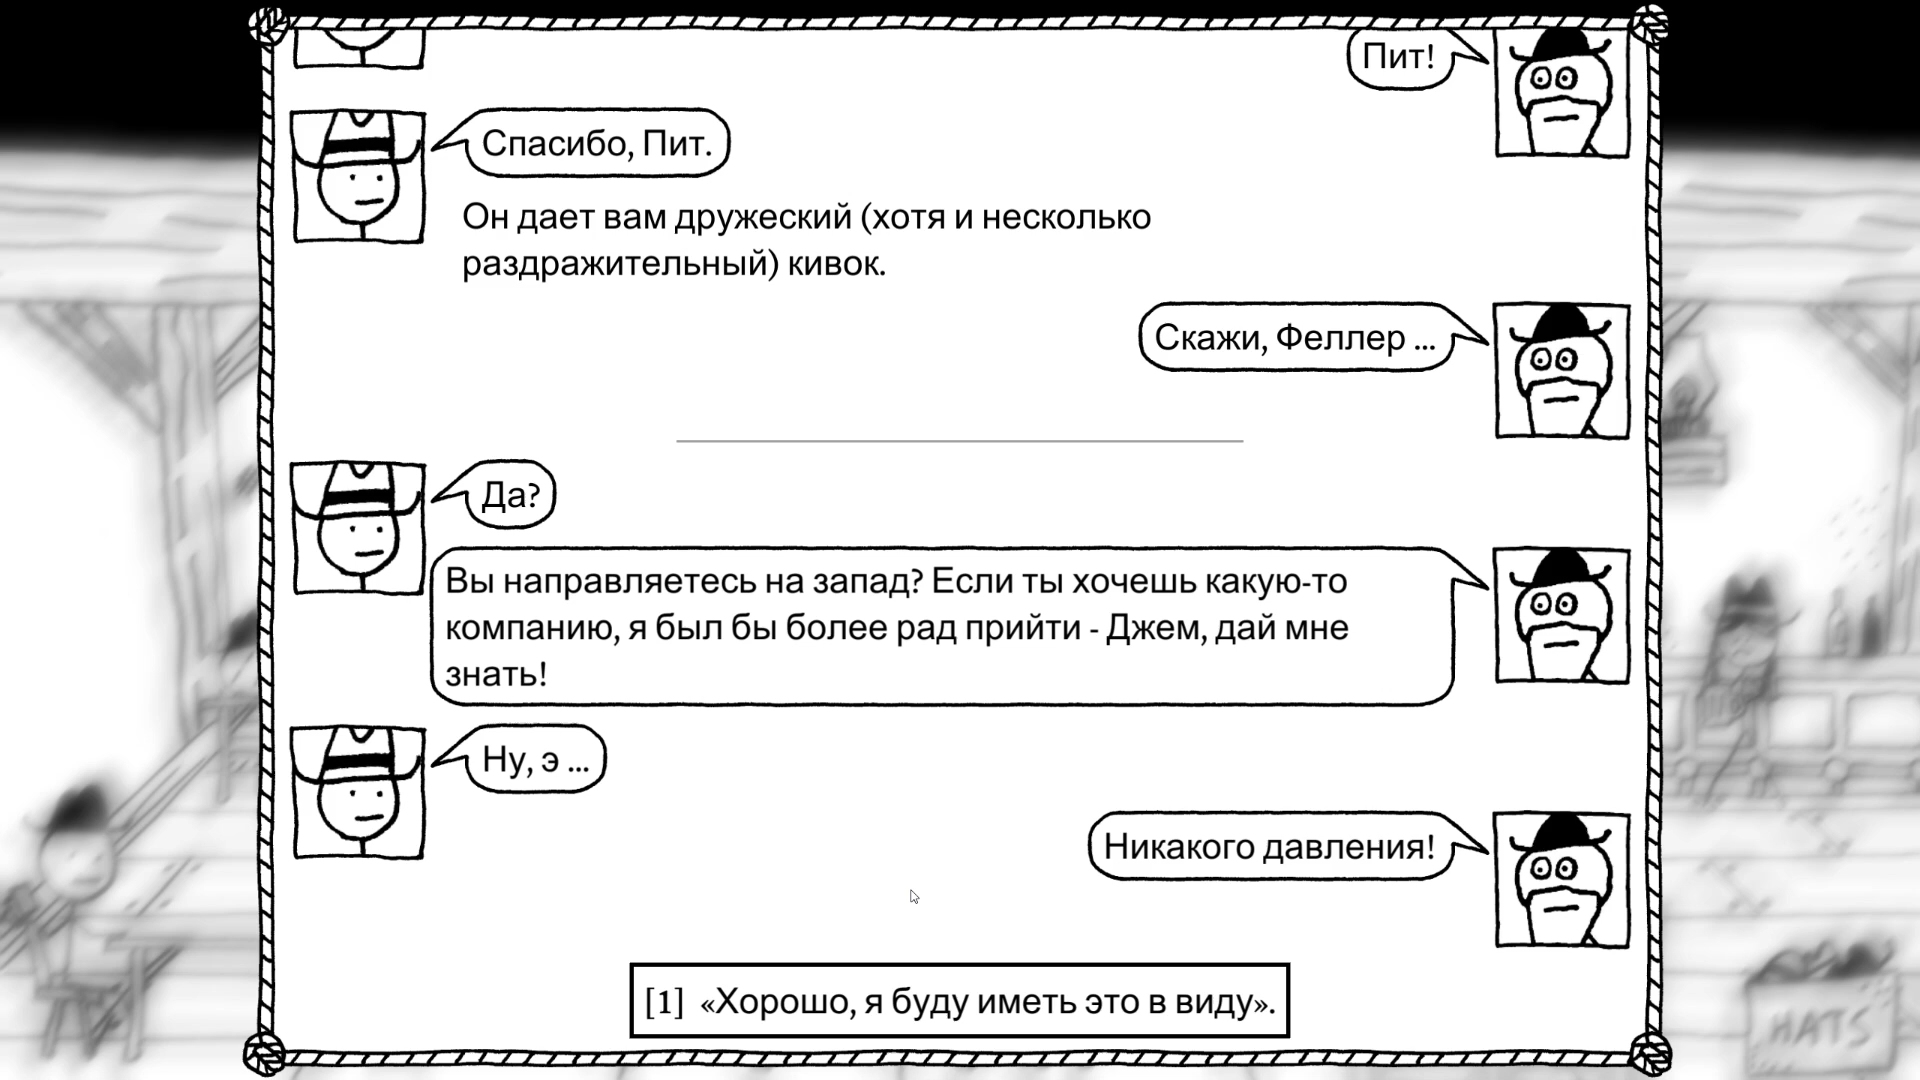 Пит!
Спасибо, Пит.
Он дает вам дружеский (хотя и несколько
раздражительный) кивок.
Скажи, Феллер ...
Да?
Вы направляетесь на запад? Если ты хочешь какую-то
компанию, я был бы более рад прийти - Джем, дай мне
знать!
Ну, э ...
Никакого давления!
[1] «Хорошо, я буду иметь это в виду».
HATS